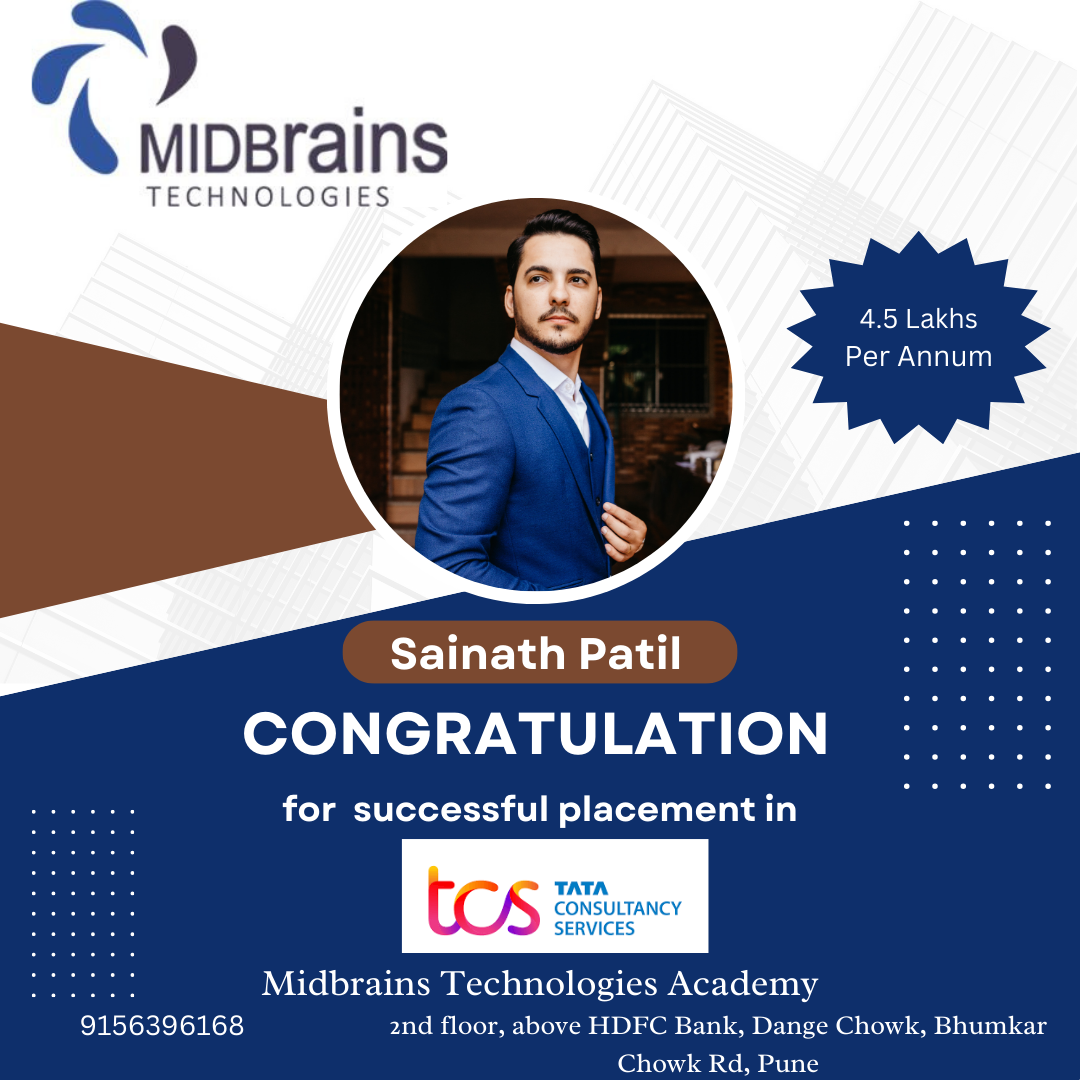 MIDBrains
TECHNOLOGIES
4.5 Lakhs
Per Annum
Sainath Patil
CONGRATULATION
for successful placement in
tcs TATA
CONSULTANCY
SERVICES
Midbrains Technologies Academy
9156396168
2nd floor, above HDFC Bank, Dange Chowk, Bhumkar
Chowk Rd, Pune